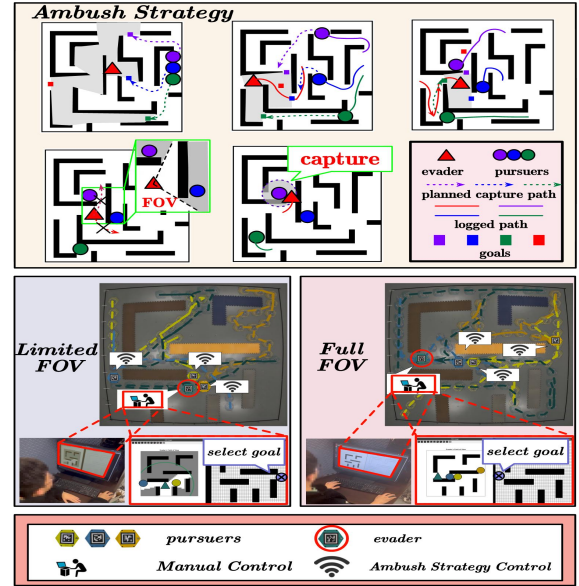 Ambush Strategy
FOV
capture
evader
pursuers
planned capture path
logged path
goals
Limited
FOV
Full
FOV
select goal
select goal
pursuers
evader
Manual Control
Ambush Strategy Control